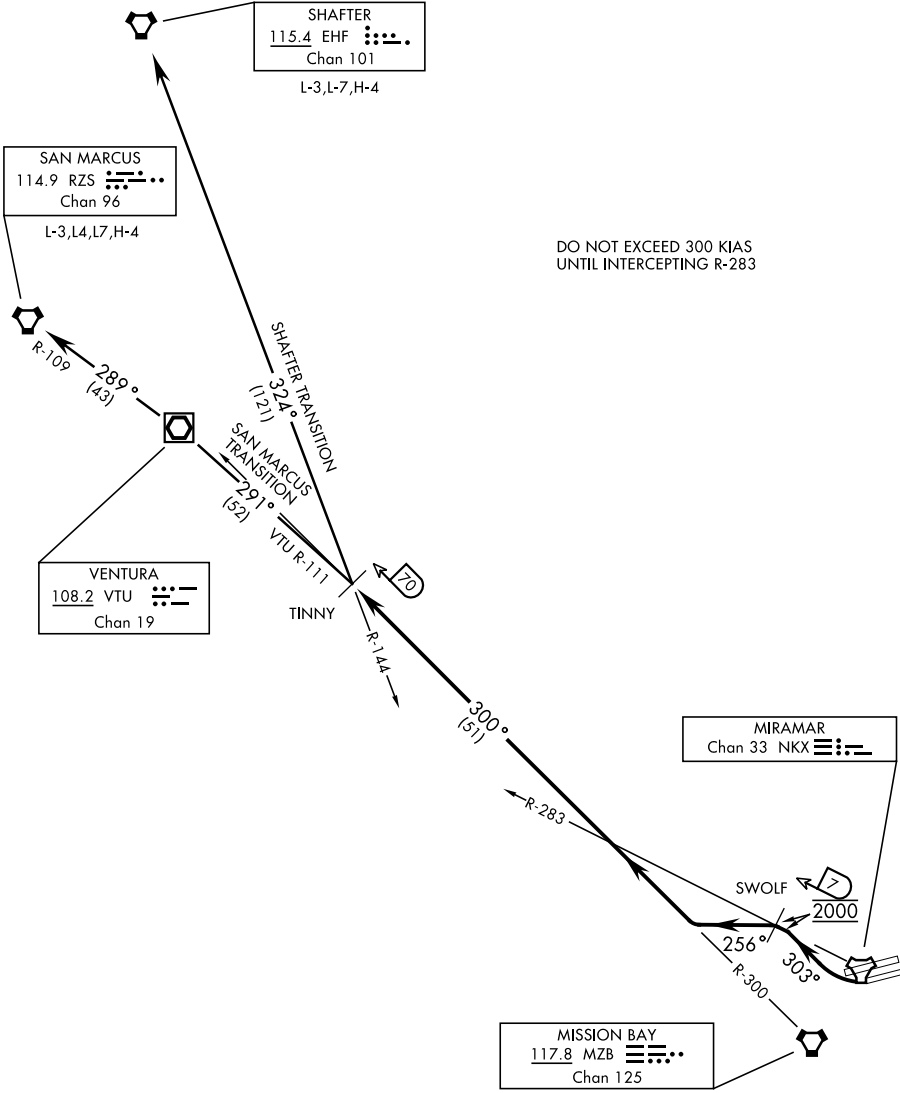 SHAFTER
115.4 EHF
Chan 101
L-3,L-7,H-4
SAN MARCUS
114.9 RZS
Chan 96
L-3,L4,L7,H-4
DO NOT EXCEED 300 KIAS
UNTIL INTERCEPTING R-283
R-109
289°
(43)
SHAFTER TRANSITION
324°
(121)
SAN MARCUS
TRANSITION
291°
(52)
VTU R-111
VENTURA
108.2 VTU
Chan 19
70
TINNY
R-144
300°
(51)
MIRAMAR
Chan 33 NKX
R-283
SWOLF
7
2000
256°
303°
R-300
MISSION BAY
117.8 MZB
Chan 125